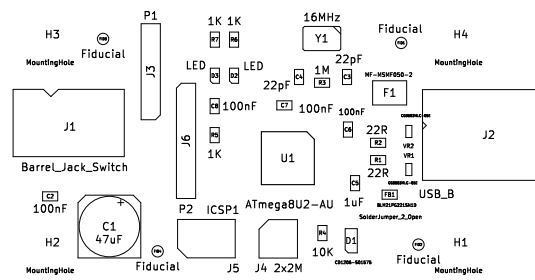 P1
1K 1K
16MHz
H3
R7 R6
Y1
H4
Fiducial
Fiducial
22pF
MountingHole
J3
LED D3 D2 LED
C4 1M C3
MF-MSMF050-2
MountingHole
22pF R3
F1
C8 100nF
C7 100nF
100nF
J1
J6
R5
C6
22R
R2
VR2
J2
1K
U1
R1
VR1
Barrel_Jack_Switch
22R
C5
C2
100nF
FB1
USB_B
1uF
BLM21PG221SN1D
P2 ICSP1
ATmega8U2-AU
SolderJumper_2_Open
C1
47uF
H2
R4
D1
H1
MountingHole
Fiducial
J5 J4 2x2M
10K
CD1206-S01575
Fiducial
MountingHole